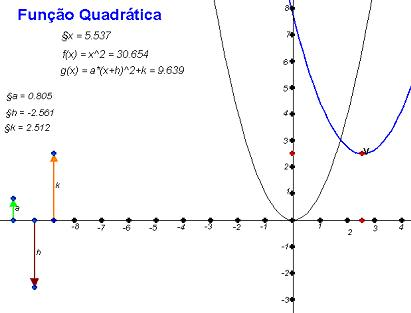 Função Quadrática
§x = 5.537
f(x) = x^2 = 30.654
g(x) = a*(x+h)^2+k = 9.639
§a = 0.805
§h = -2.561
§k = 2.512
8
7
6
5
4
3
2
1
V
k
a
h
-8 -7 -6 -5 -4 -3 -2 -1 0 1 2 3 4
-1
-2
-3